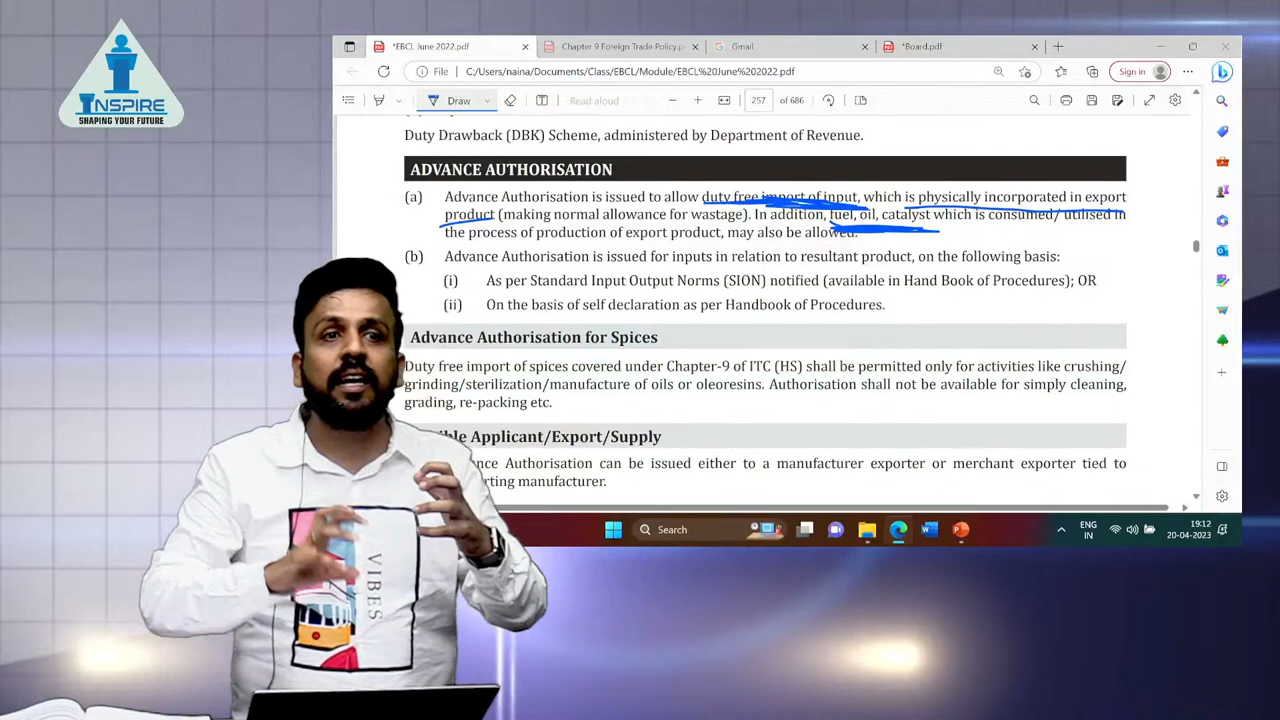 INSPIRE
SHAPING YOUR FUTURE
*EBCL June 2022.pdf
Chapter 9 Foreign Trade Policy.p
Gmail
*Board.pdf
File
C:/Users/naina/Documents/Class/EBCL/Module/EBCL%20June%202022.pdf
Sign in
Draw
Read aloud
257
of 686
Duty Drawback (DBK) Scheme, administered by Department of Revenue.
ADVANCE AUTHORISATION
(a) Advance Authorisation is issued to allow duty free import of input, which is physically incorporated in export
product (making normal allowance for wastage). In addition, fuel, oil, catalyst which is consumed/ utilised in
the process of production of export product, may also be allowed.
(b) Advance Authorisation is issued for inputs in relation to resultant product, on the following basis:
(i) As per Standard Input Output Norms (SION) notified (available in Hand Book of Procedures); OR
(ii) On the basis of self declaration as per Handbook of Procedures.
Advance Authorisation for Spices
Duty free import of spices covered under Chapter-9 of ITC (HS) shall be permitted only for activities like crushing/
grinding/sterilization/manufacture of oils or oleoresins. Authorisation shall not be available for simply cleaning,
grading, re-packing etc.
ible Applicant/Export/Supply
nce Authorisation can be issued either to a manufacturer exporter or merchant exporter tied to
rting manufacturer.
Search
ENG
IN
19:12
20-04-2023
VIBES